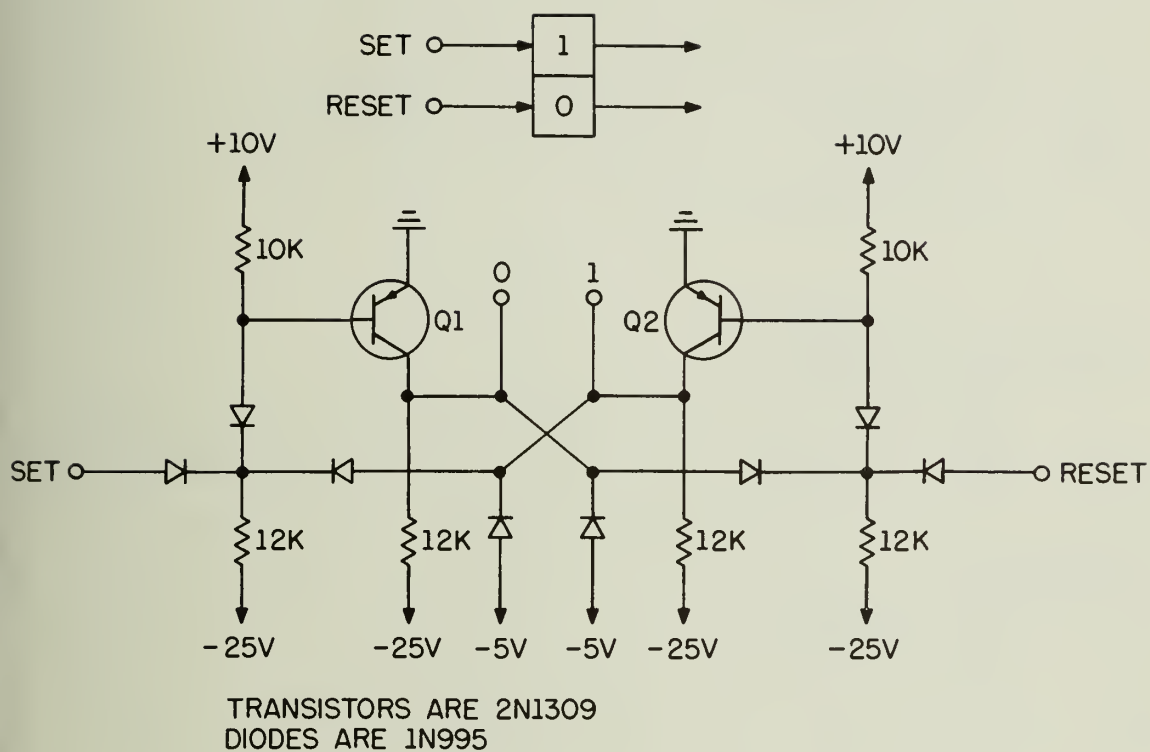 SET 1
RESET 0
+10V +10V
10K 0 1 10K
Q1 Q2
SET RESET
12K 12K 12K 12K
-25V -25V -5V -5V -25V -25V
TRANSISTORS ARE 2N1309
DIODES ARE 1N995